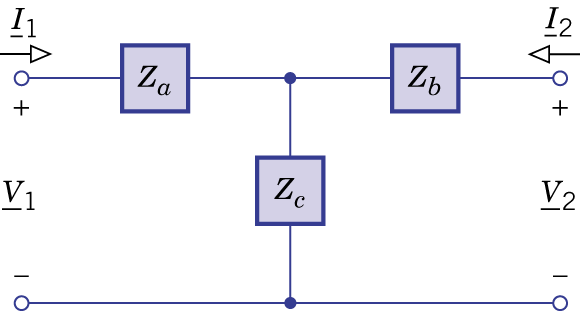 I1 I2
Za Zb
+ +
V1 Zc V2
− −